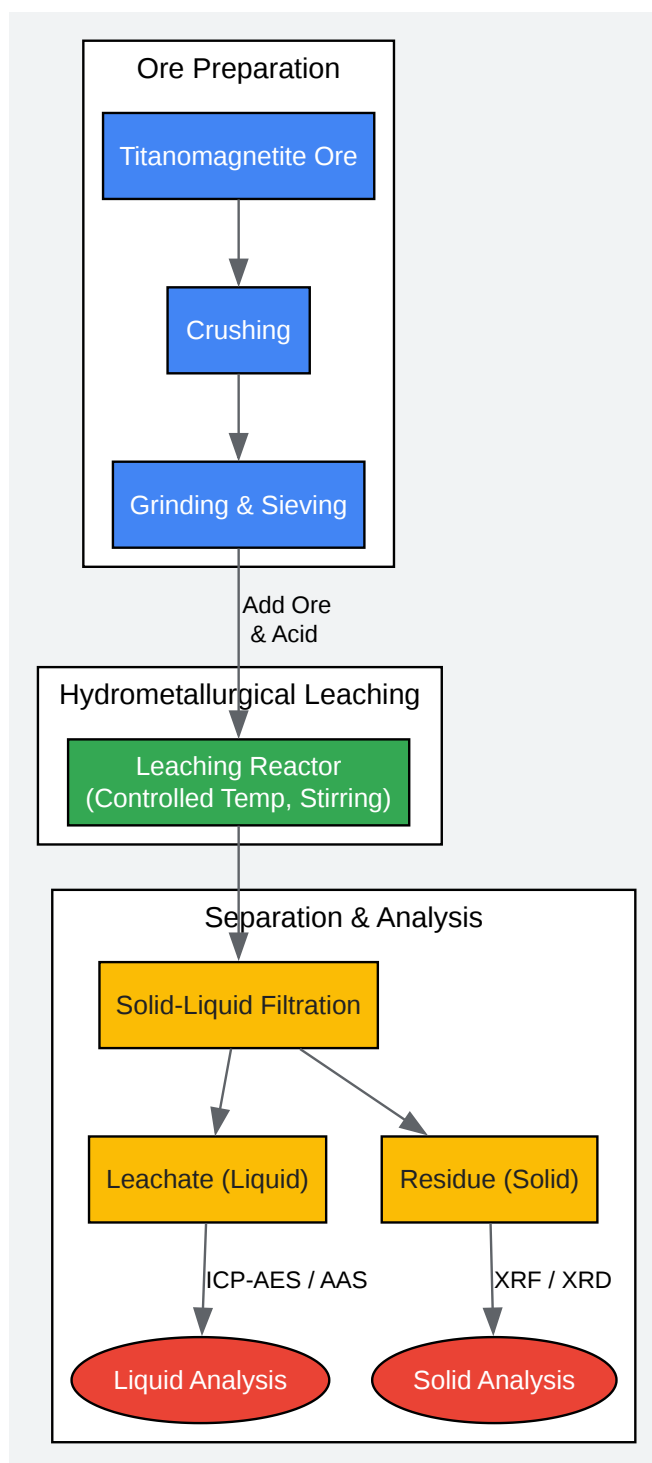 Ore Preparation
Titanomagnetite Ore
Crushing
Grinding & Sieving
Add Ore
& Acid
Hydrometallurgical Leaching
Leaching Reactor
(Controlled Temp, Stirring)
Separation & Analysis
Solid-Liquid Filtration
Leachate (Liquid)
Residue (Solid)
ICP-AES / AAS
XRF / XRD
Liquid Analysis
Solid Analysis